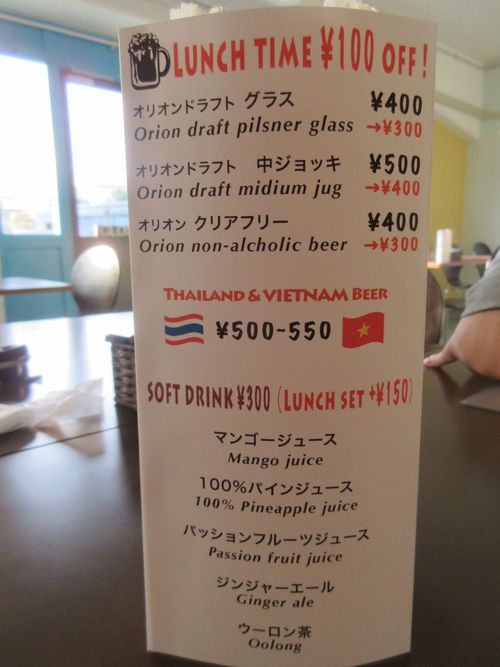 LUNCH TIME ¥100 OFF!
オリオンドラフト グラス ¥400
Orion draft pilsner glass →¥300
オリオンドラフト 中ジョッキ ¥500
Orion draft midium jug →¥400
オリオン クリアフリー ¥400
Orion non-alcholic beer →¥300
THAILAND & VIETNAM BEER
¥500~550
SOFT DRINK ¥300 (LUNCH SET +¥150)
マンゴージュース
Mango juice
100%パインジュース
100% Pineapple juice
パッションフルーツジュース
Passion fruit juice
ジンジャーエール
Ginger ale
ウーロン茶
Oolong